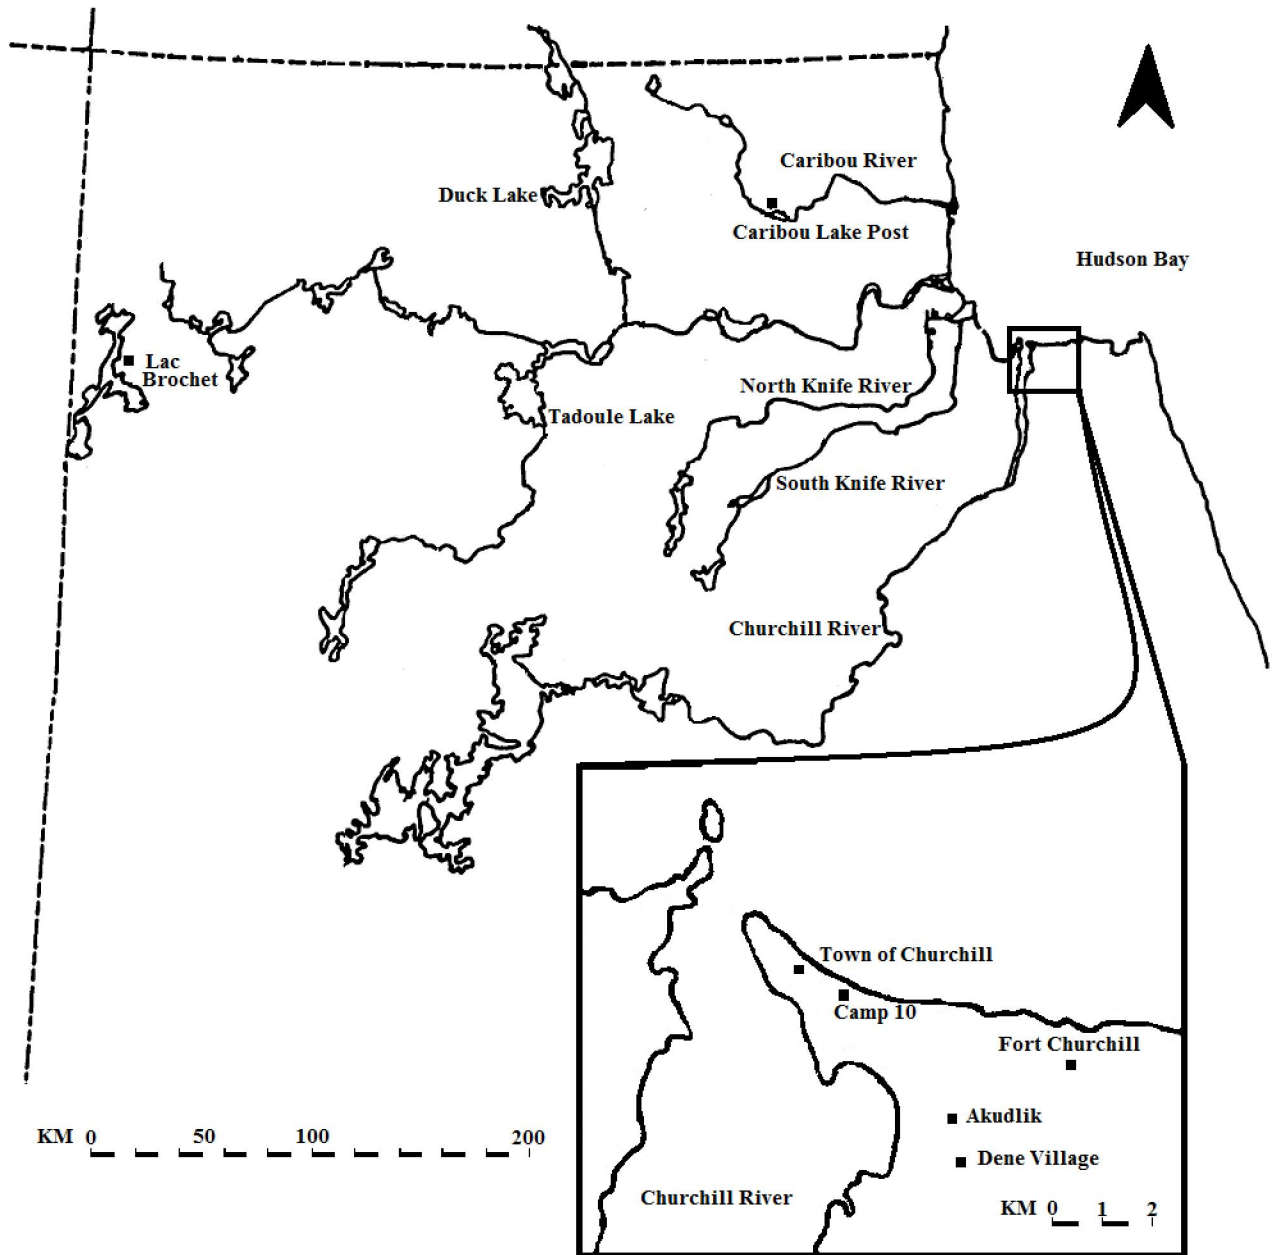 Caribou River
Duck Lake
Caribou Lake Post
Hudson Bay
Lac
Brochet
North Knife River
Tadoule Lake
South Knife River
Churchill River
Town of Churchill
Camp 10
Fort Churchill
Akudlik
Dene Village
Churchill River
KM 0 50 100 200
KM 0 1 2